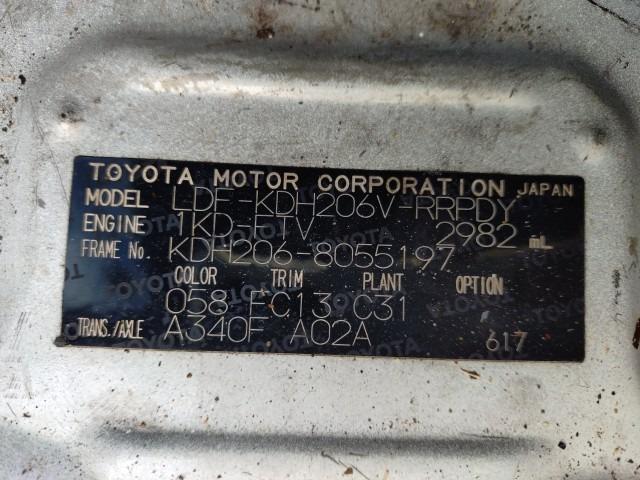 TOYOTA MOTOR CORPORATION JAPAN
MODEL LDF-KDH206V-RRPDY
ENGINE 1KD-FTV 2982 mL
FRAME No. KDH206-8055197
COLOR TRIM PLANT OPTION
058 FC13 C31
TRANS./AXLE A340F A02A 617